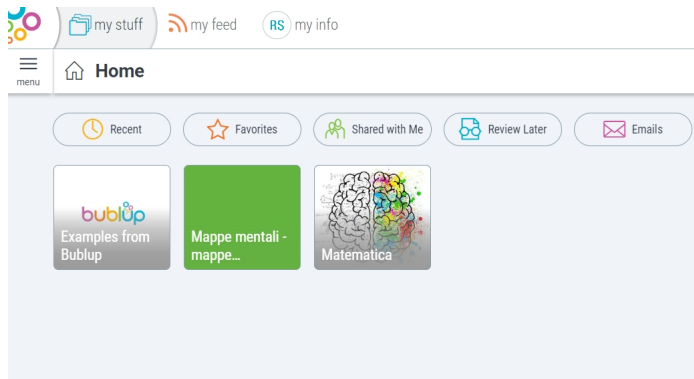 my stuff
my feed
RS my info
menu
Home
Recent
Favorites
Shared with Me
Review Later
Emails
bublup
Examples from
Bublup
Mappe mentali -
mappe...
Matematica